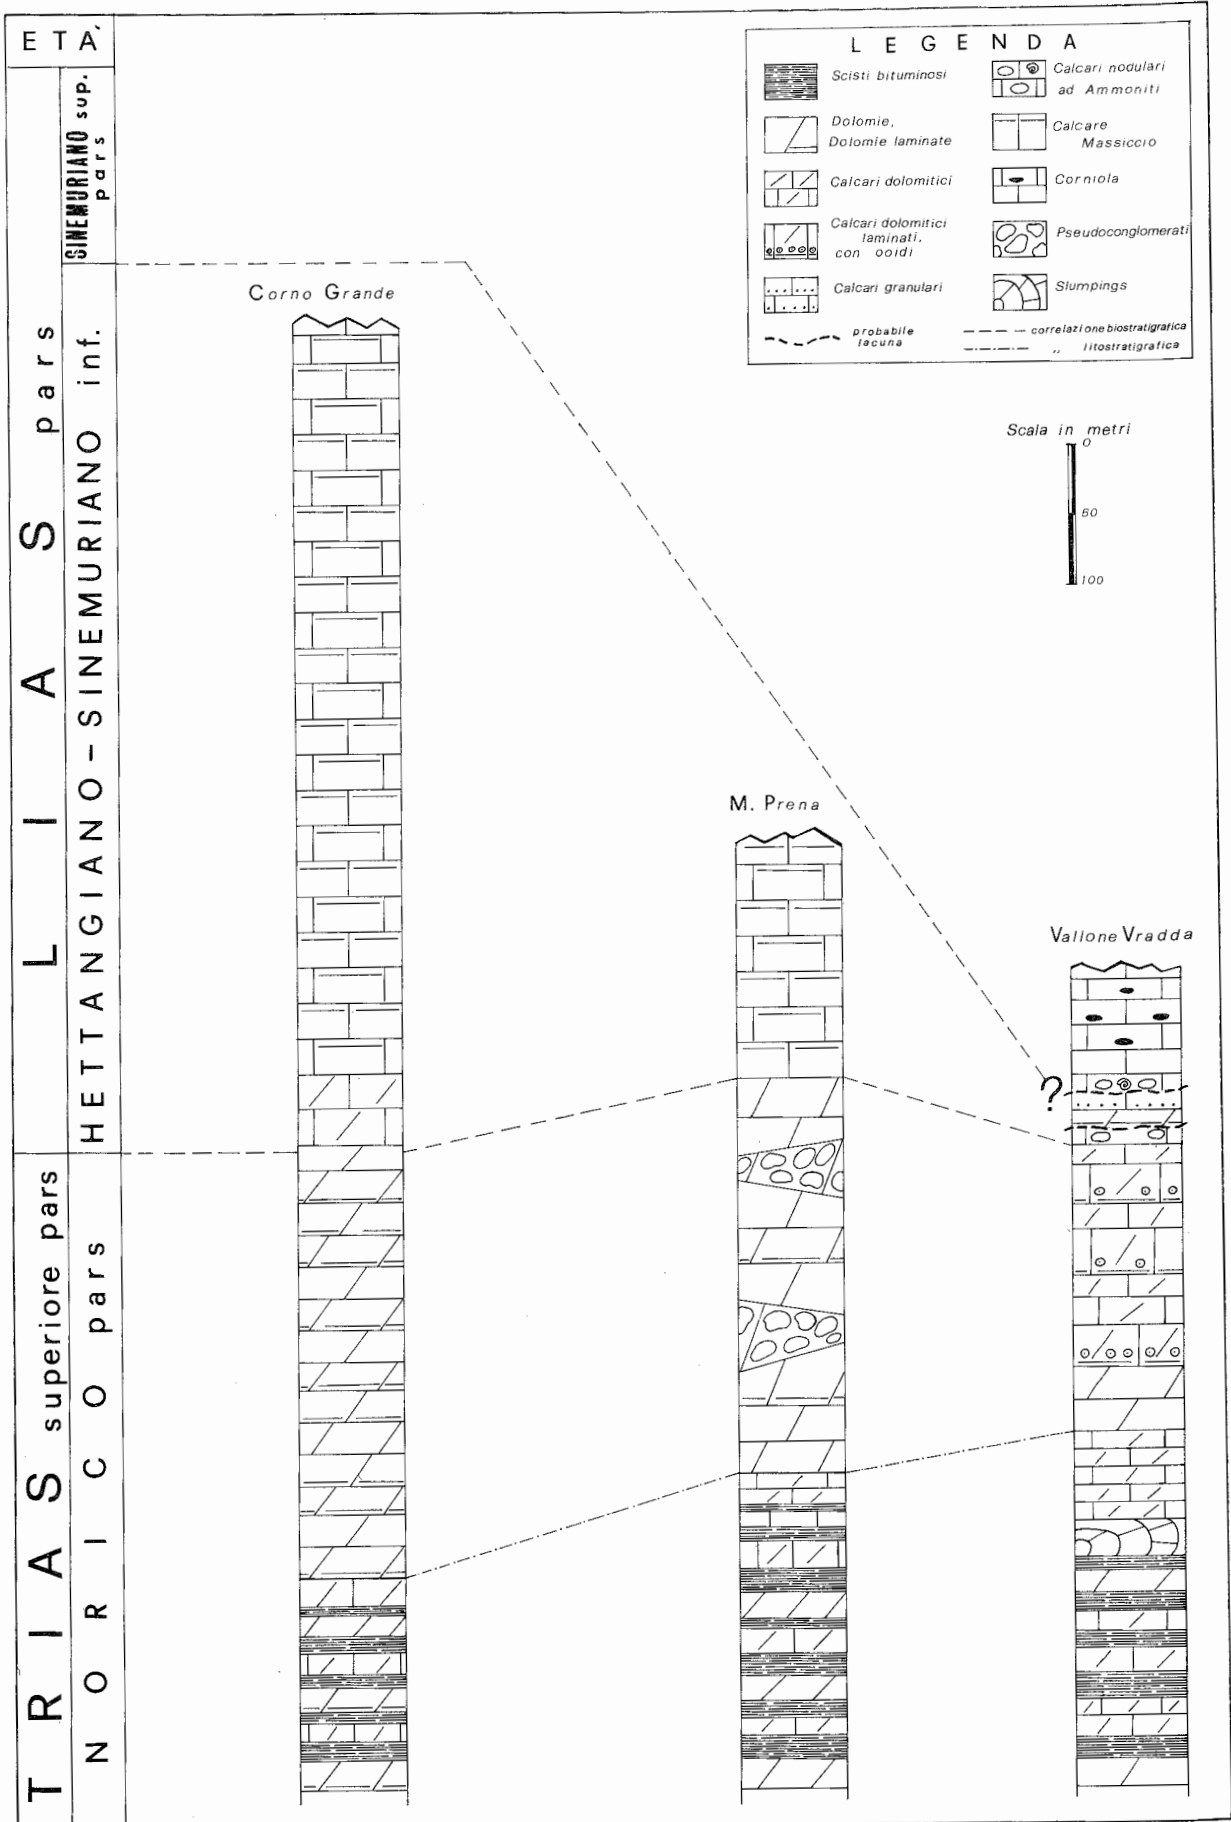 ETÀ
SINEMURIANO sup.
pars
LIAS pars
HETTANGIANO-SINEMURIANO inf.
TRIAS superiore pars
NORICO pars
LEGENDA
Scisti bituminosi
Dolomie,
Dolomie laminate
Calcari dolomitici
Calcari dolomitici
laminati,
con ooidi
Calcari granulari
probabile
lacuna
Calcari nodulari
ad Ammoniti
Calcare
Massiccio
Corniola
Pseudoconglomerati
Slumpings
correlazione biostratigrafica
„ litostratigrafica
Scala in metri
0
50
100
Corno Grande
M. Prena
Vallone Vradda
?